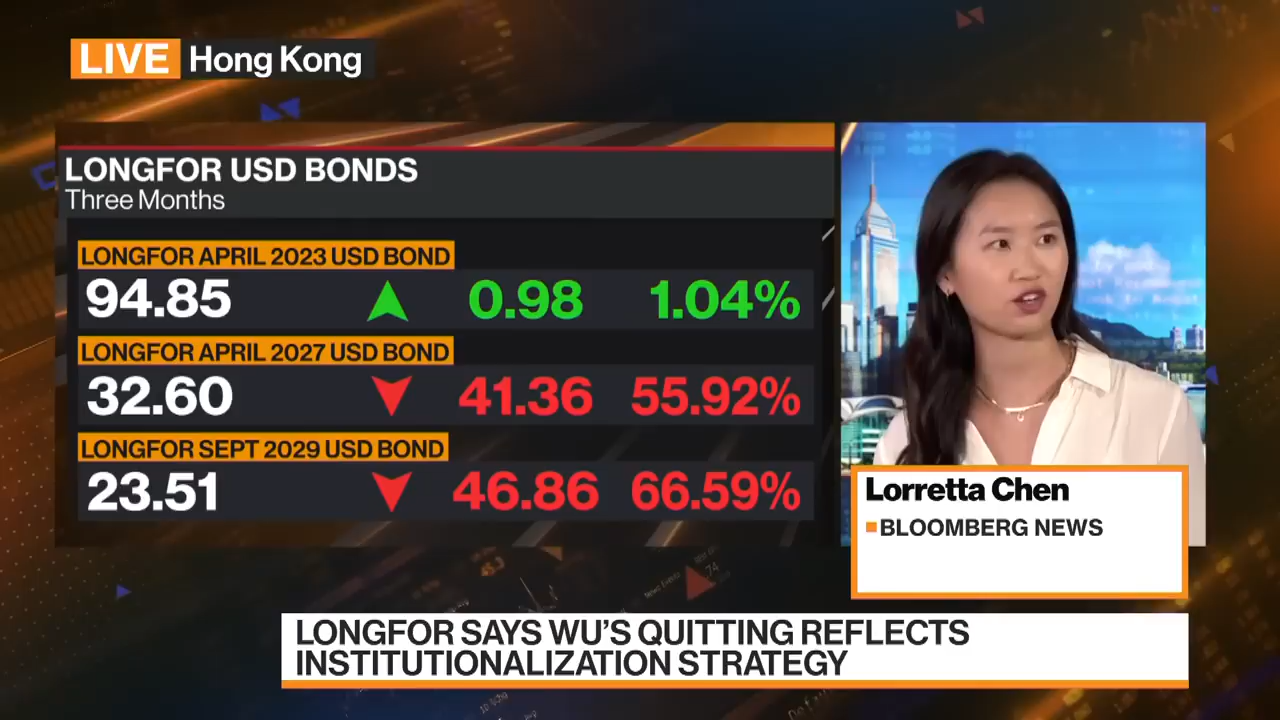 LIVE Hong Kong
LONGFOR USD BONDS
Three Months
LONGFOR APRIL 2023 USD BOND
94.85 0.98 1.04%
LONGFOR APRIL 2027 USD BOND
32.60 41.36 55.92%
LONGFOR SEPT 2029 USD BOND
23.51 46.86 66.59%
Lorretta Chen
BLOOMBERG NEWS
LONGFOR SAYS WU'S QUITTING REFLECTS
INSTITUTIONALIZATION STRATEGY